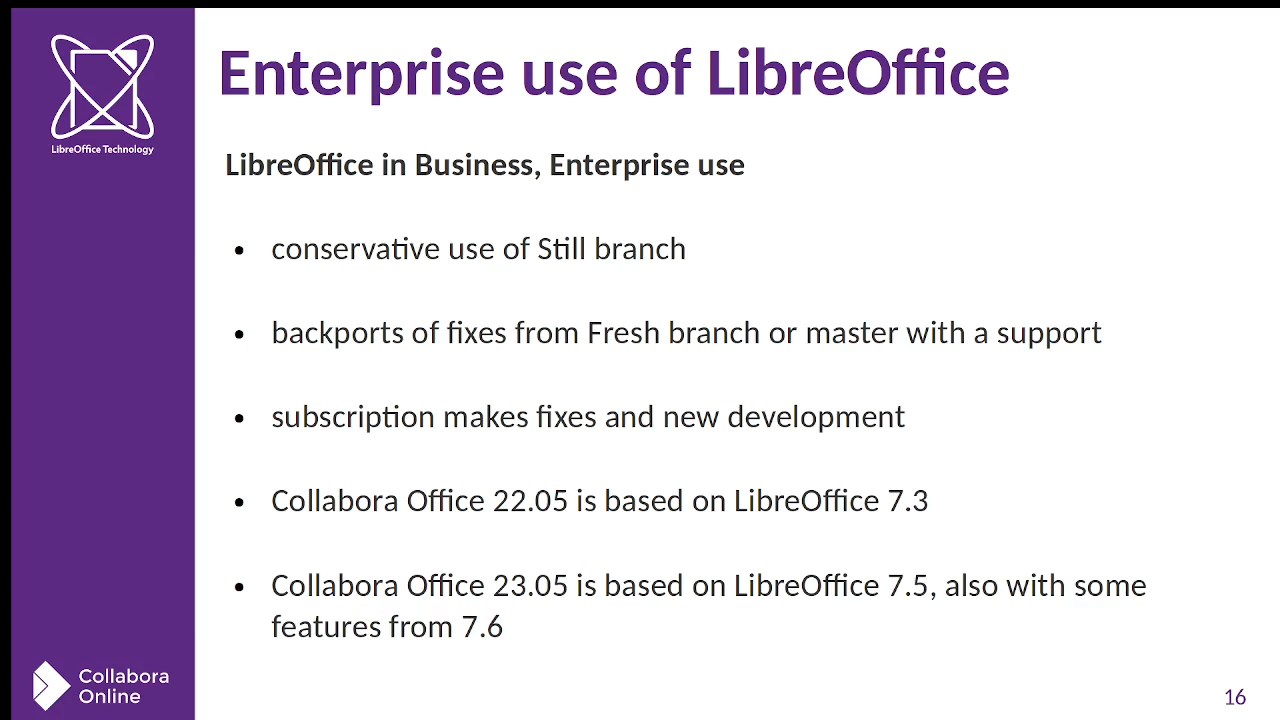 LibreOffice Technology
Enterprise use of LibreOffice
LibreOffice in Business, Enterprise use
• conservative use of Still branch
• backports of fixes from Fresh branch or master with a support
• subscription makes fixes and new development
• Collabora Office 22.05 is based on LibreOffice 7.3
• Collabora Office 23.05 is based on LibreOffice 7.5, also with some
features from 7.6
Collabora
Online
16